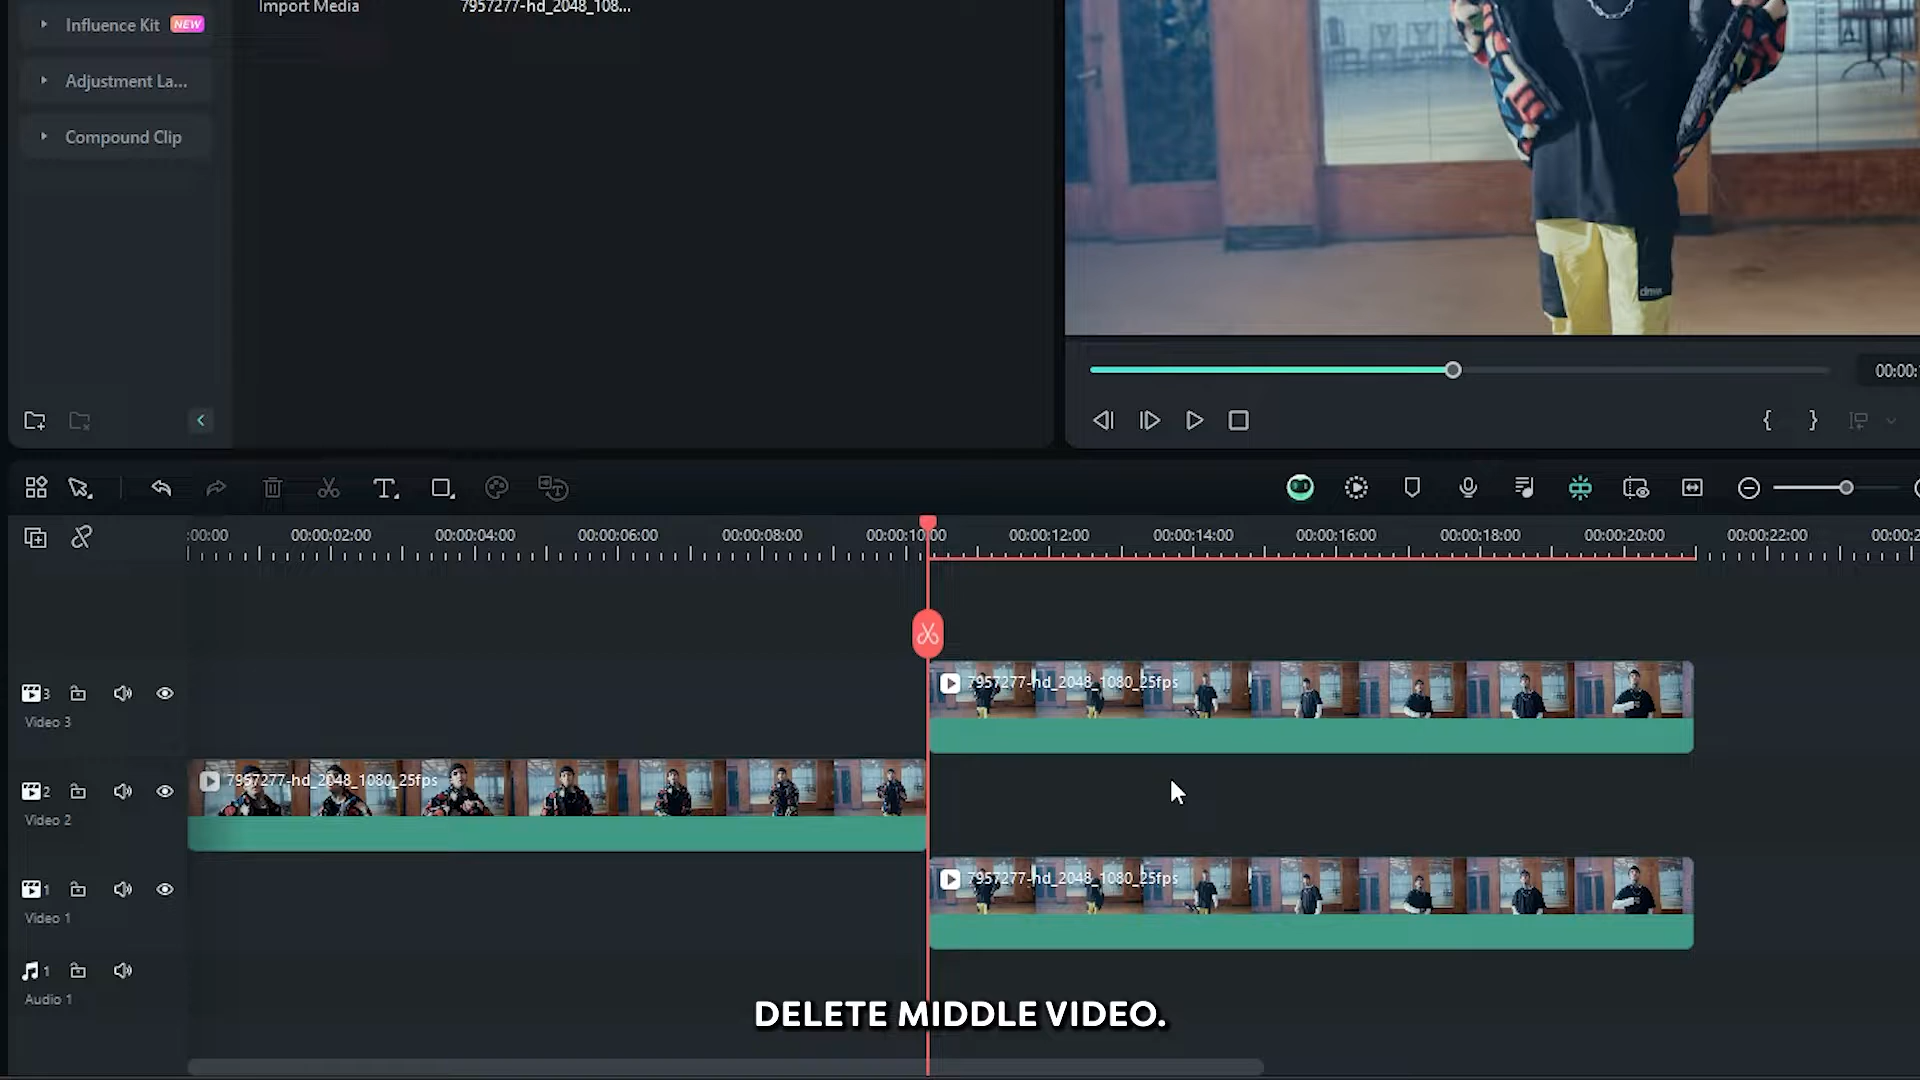 Import Media
7957277-hd_2048_108...
Influence Kit NEW
Adjustment La...
Compound Clip
dmw
00:00:
:00:00
00:00:02:00
00:00:04:00
00:00:06:00
00:00:08:00
00:00:10:00
00:00:12:00
00:00:14:00
00:00:16:00
00:00:18:00
00:00:20:00
00:00:22:00
00:00:2
3
Video 3
7957277-hd_2048_1080_25fps
2
Video 2
7957277-hd_2048_1080_25fps
1
Video 1
7957277-hd_2048_1080_25fps
1
Audio 1
DELETE MIDDLE VIDEO.